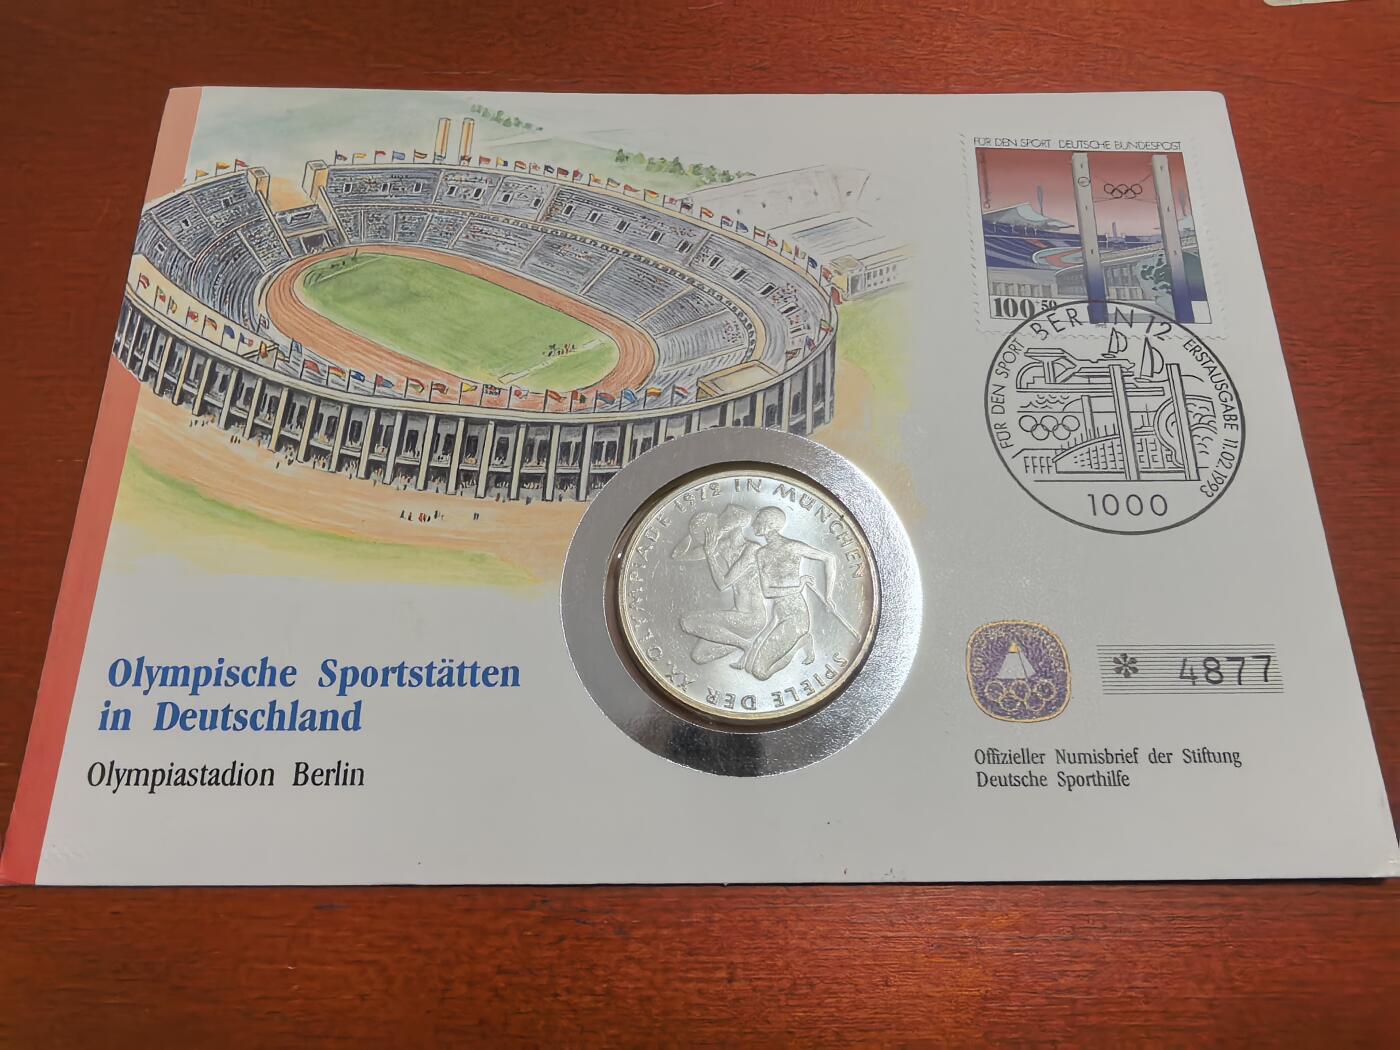 FÜR DEN SPORT DEUTSCHE BUNDESPOST
100+50
BERLIN 12
FÜR DEN SPORT
ERSTAUSGABE 11.02.1993
1000
SPIELE DER XX. OLYMPIADE 1972 IN MÜNCHEN
* 4877
Olympische Sportstätten
in Deutschland
Olympiastadion Berlin
Offizieller Numisbrief der Stiftung
Deutsche Sporthilfe